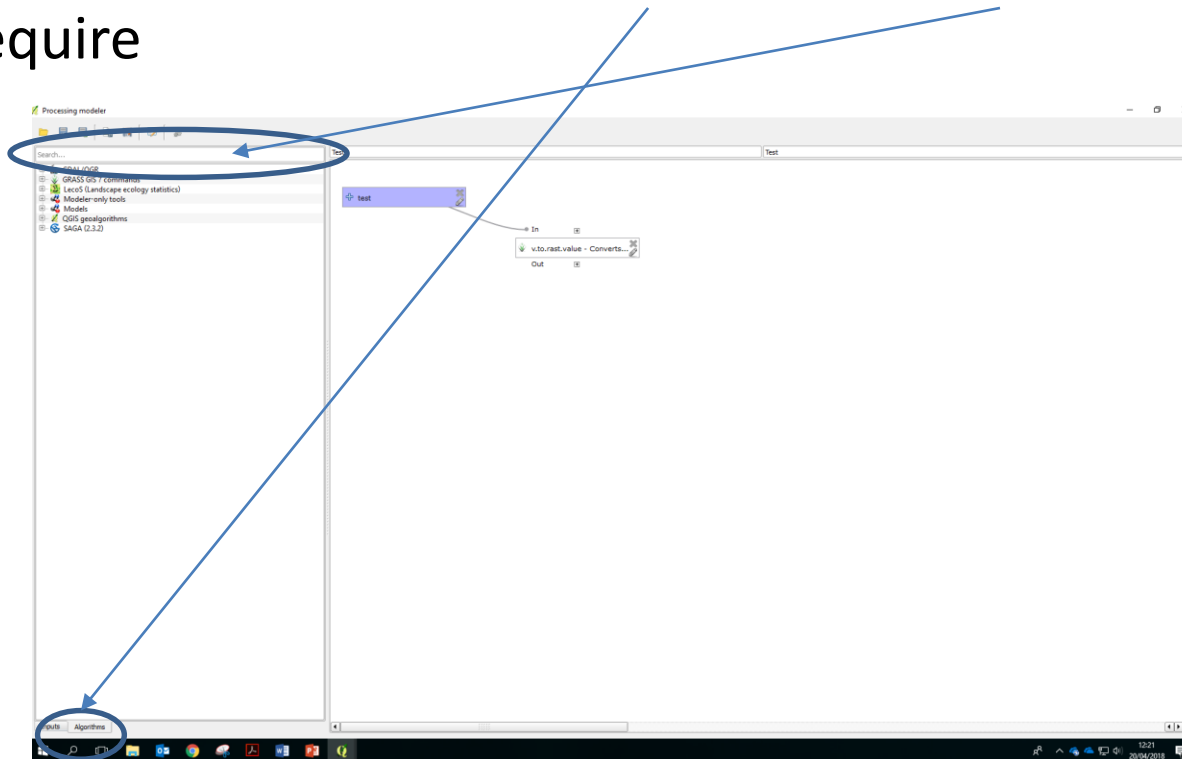 equire
Processing modeler
Search...
Test
Test
GDAL/OGR
GRASS GIS 7 commands
LecoS (Landscape ecology statistics)
Modeler-only tools
Models
QGIS geoalgorithms
SAGA (2.3.2)
test
In
v.to.rast.value - Converts...
Out
Inputs Algorithms
12:21
20/04/2018